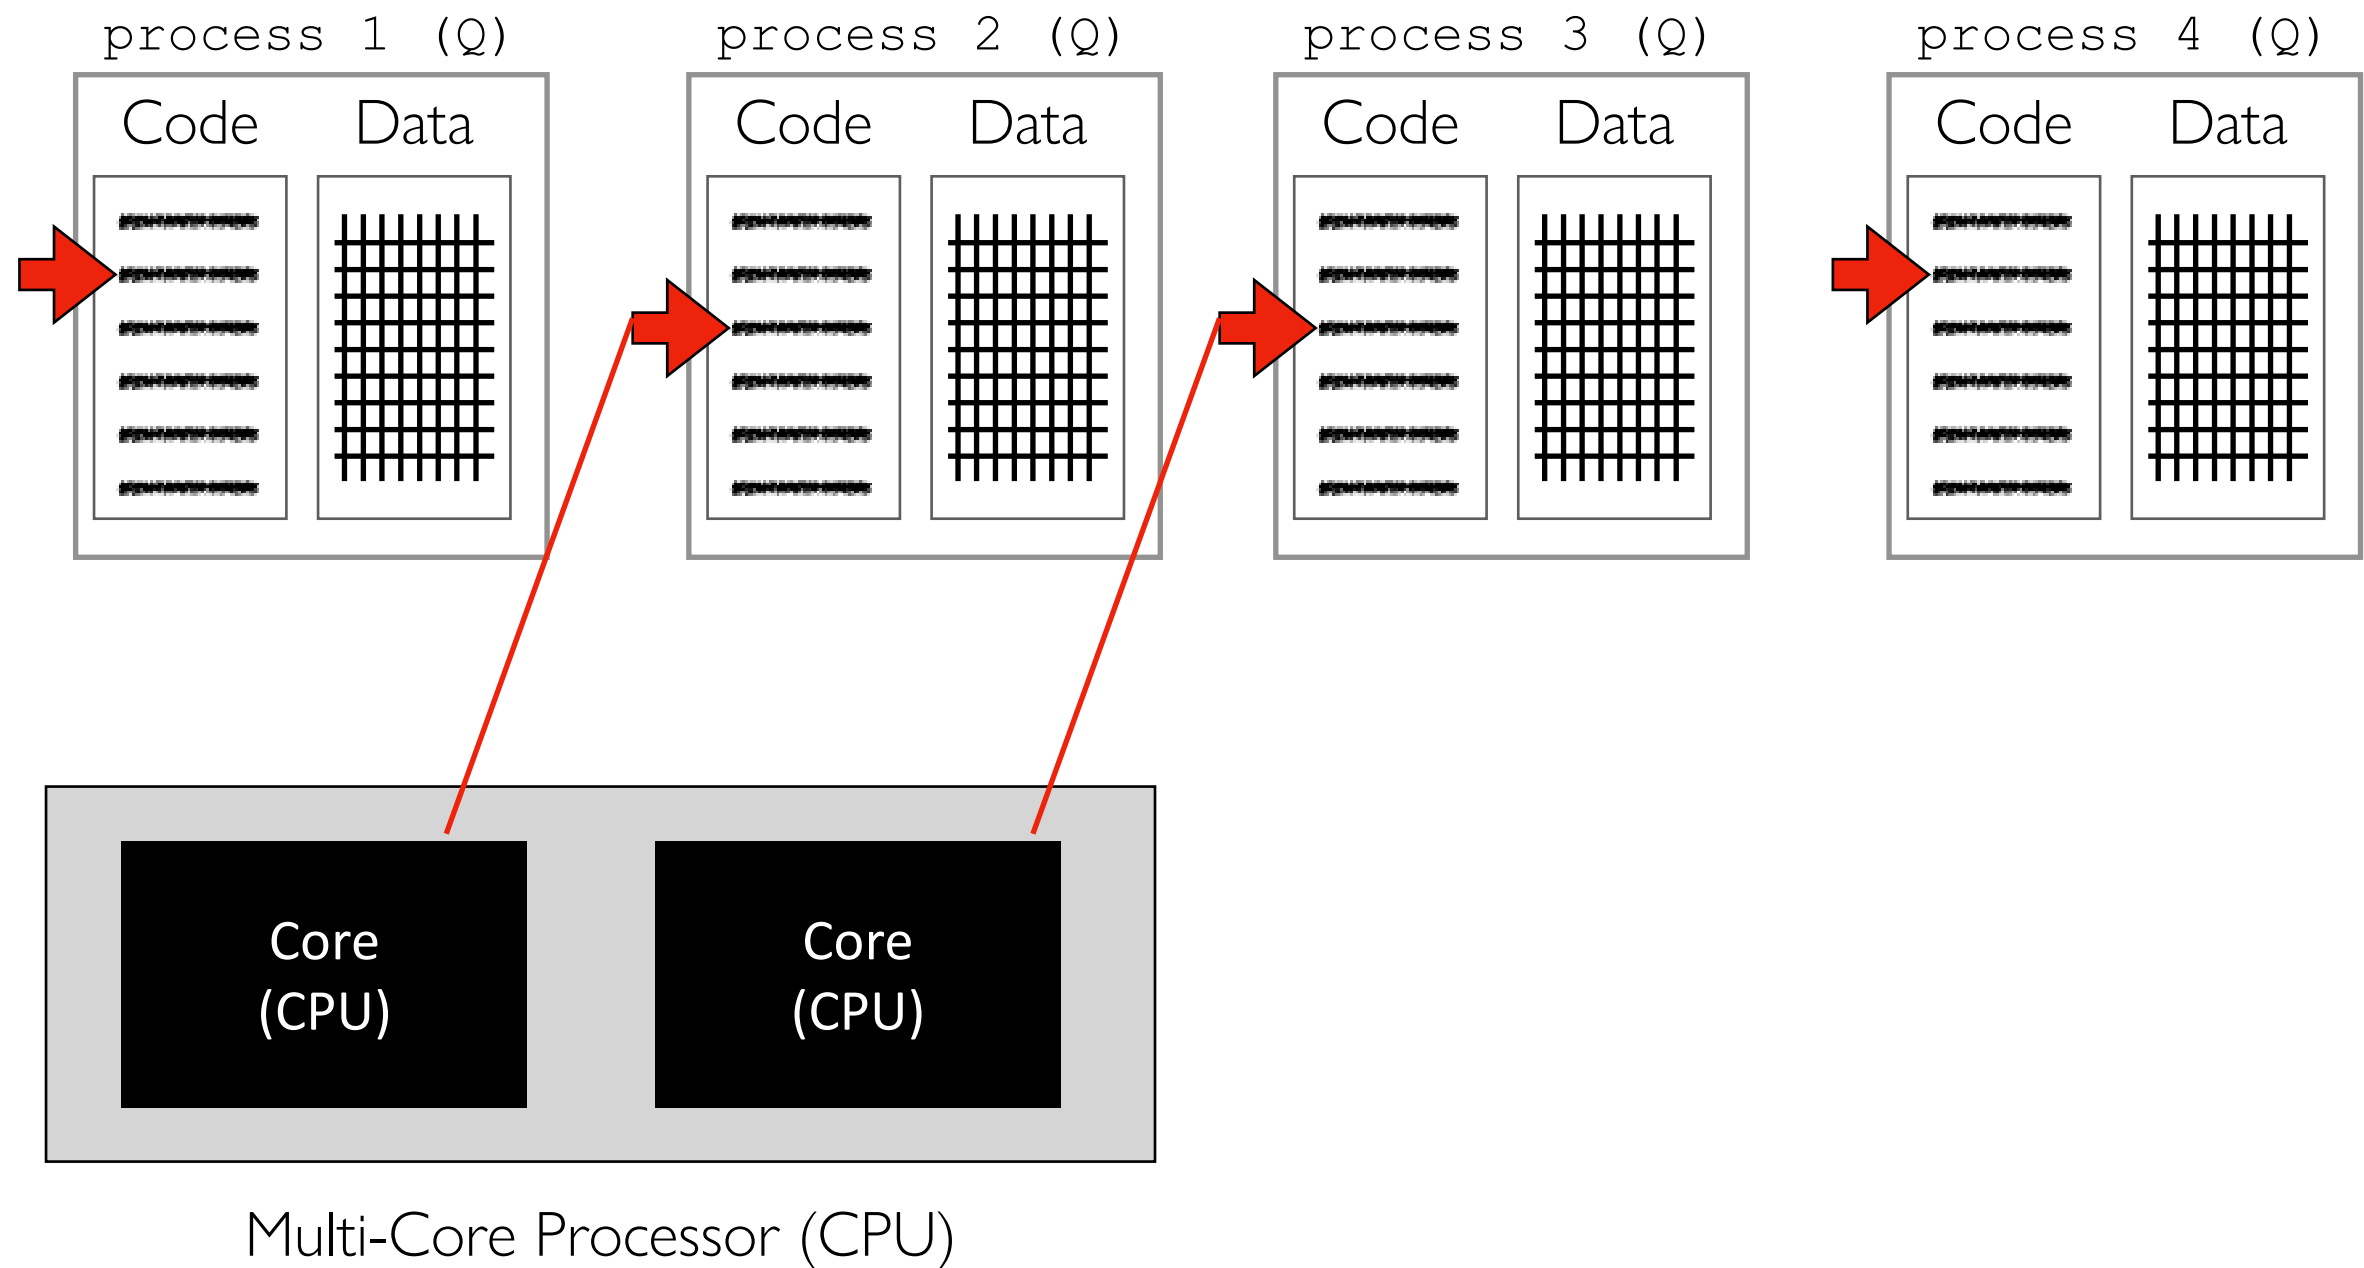 process 1 (Q)
process 2 (Q)
process 3 (Q)
process 4 (Q)
Code Data
Code Data
Code Data
Code Data
Core
(CPU)
Core
(CPU)
Multi-Core Processor (CPU)